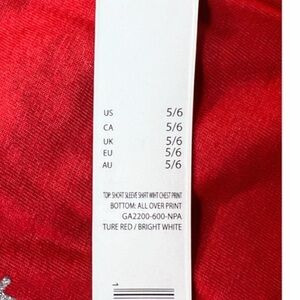 US 5/6
CA 5/6
UK 5/6
EU 5/6
AU 5/6
TOP: SHORT SLEEVE SHIRT WIHT CHEST PRINT
BOTTOM: ALL OVER PRINT
GA2200-600-NPA
TURE RED / BRIGHT WHITE